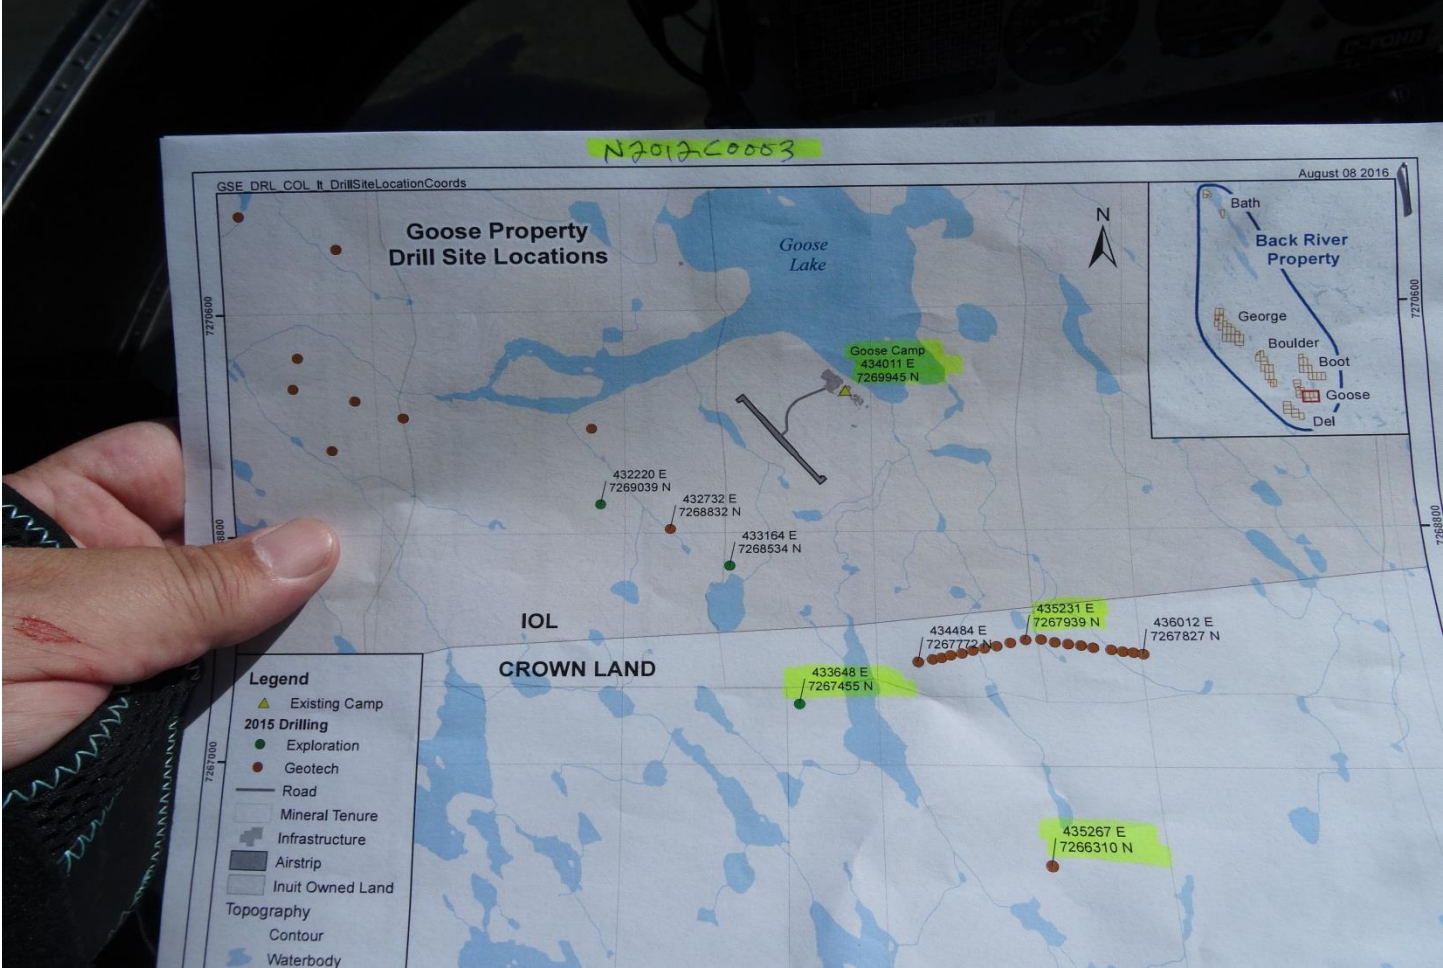 N2012C0003
GSE_DRL_COL_lt_DrillSiteLocationCoords
August 08 2016
Goose Property
Drill Site Locations
Goose
Lake
N
Bath
Back River
Property
George
Boulder
Boot
Goose
Del
7270600
7270600
Goose Camp
434011 E
7269945 N
432220 E
7269039 N
432732 E
7268832 N
433164 E
7268534 N
8800
7268800
IOL
CROWN LAND
434484 E
7267772 N
435231 E
7267939 N
436012 E
7267827 N
433648 E
7267455 N
7267000
435267 E
7266310 N
Legend
Existing Camp
2015 Drilling
Exploration
Geotech
Road
Mineral Tenure
Infrastructure
Airstrip
Inuit Owned Land
Topography
Contour
Waterbody